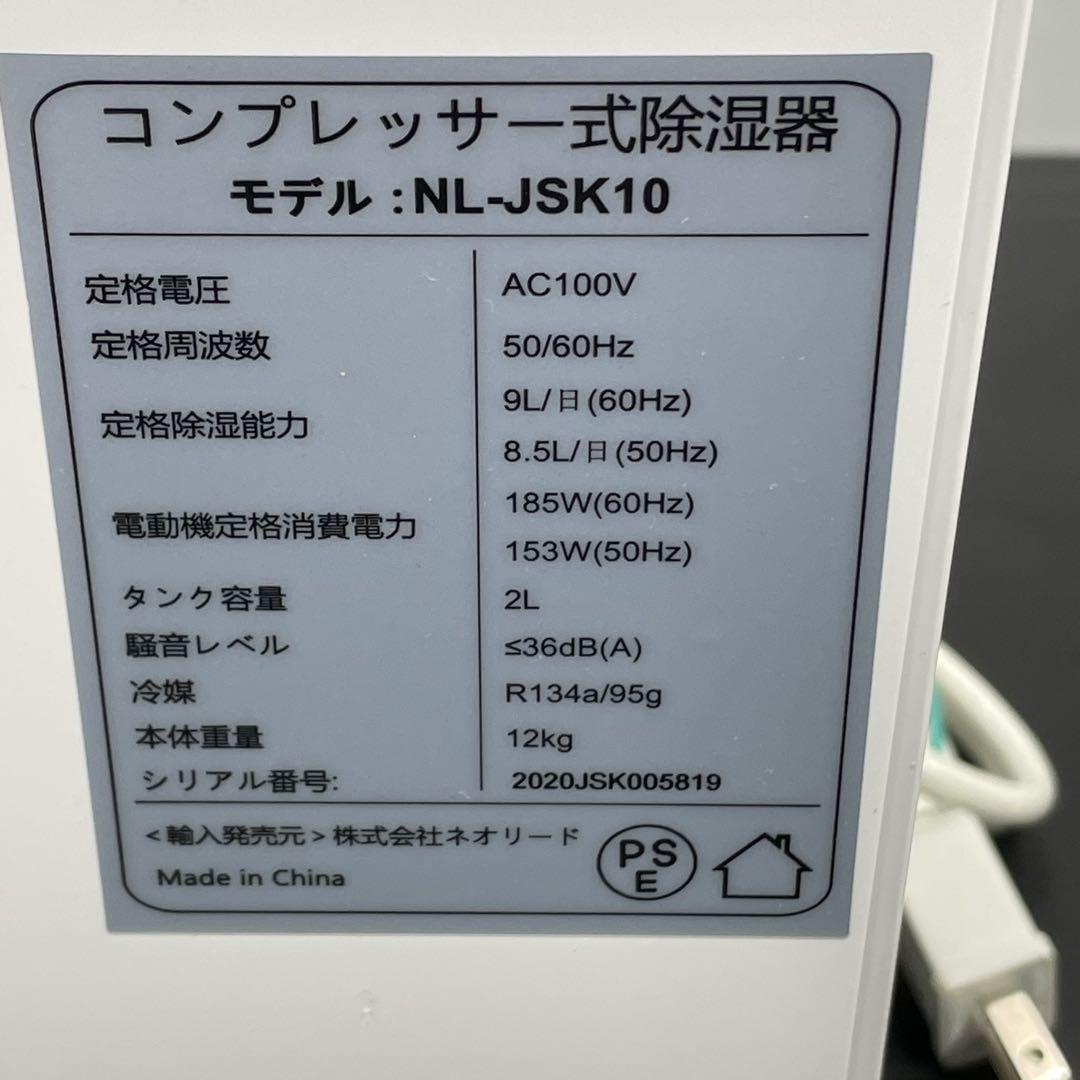 コンプレッサー式除湿器
モデル：NL-JSK10
定格電圧 AC100V
定格周波数 50/60Hz
定格除湿能力 9L/日(60Hz)
8.5L/日(50Hz)
電動機定格消費電力 185W(60Hz)
153W(50Hz)
タンク容量 2L
騒音レベル ≤36dB(A)
冷媒 R134a/95g
本体重量 12kg
シリアル番号: 2020JSK005819
<輸入発売元>株式会社ネオリード
Made in China
PS
E